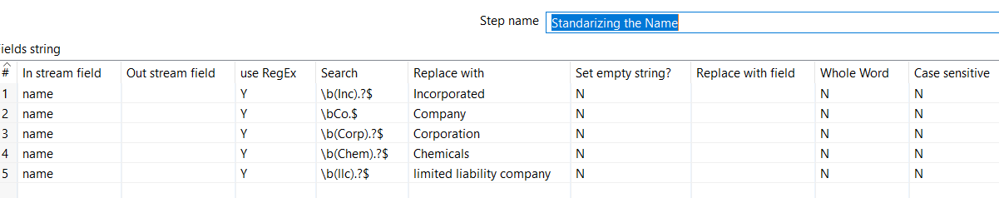 Step name Standarizing the Name
ields string
# In stream field Out stream field use RegEx Search Replace with Set empty string? Replace with field Whole Word Case sensitive
1 name Y \b(Inc).?$ Incorporated N N N
2 name Y \bCo.$ Company N N N
3 name Y \b(Corp).?$ Corporation N N N
4 name Y \b(Chem).?$ Chemicals N N N
5 name Y \b(llc).?$ limited liability company N N N